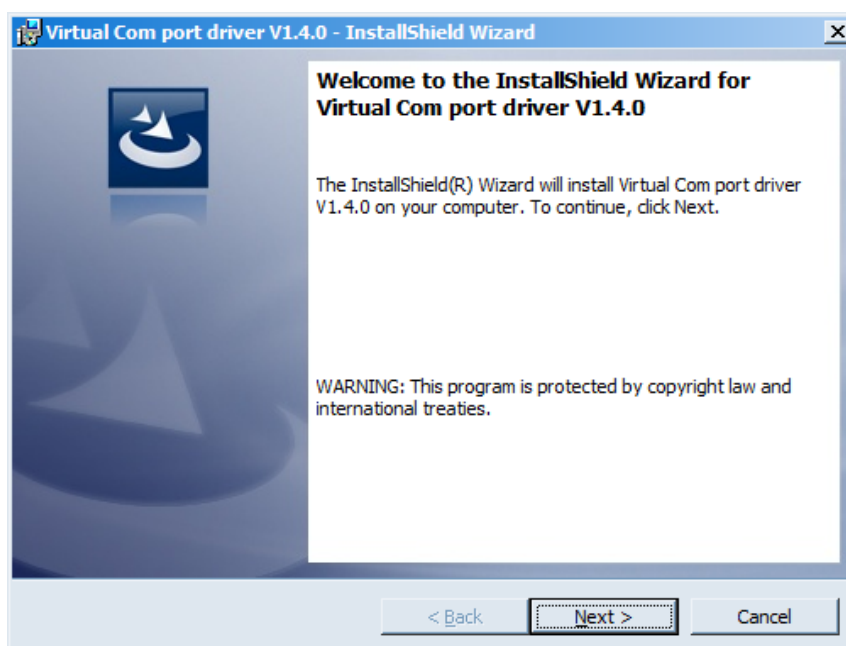 Virtual Com port driver V1.4.0 - InstallShield Wizard
Welcome to the InstallShield Wizard for
Virtual Com port driver V1.4.0
The InstallShield(R) Wizard will install Virtual Com port driver
V1.4.0 on your computer. To continue, click Next.
WARNING: This program is protected by copyright law and
international treaties.
< Back Next > Cancel